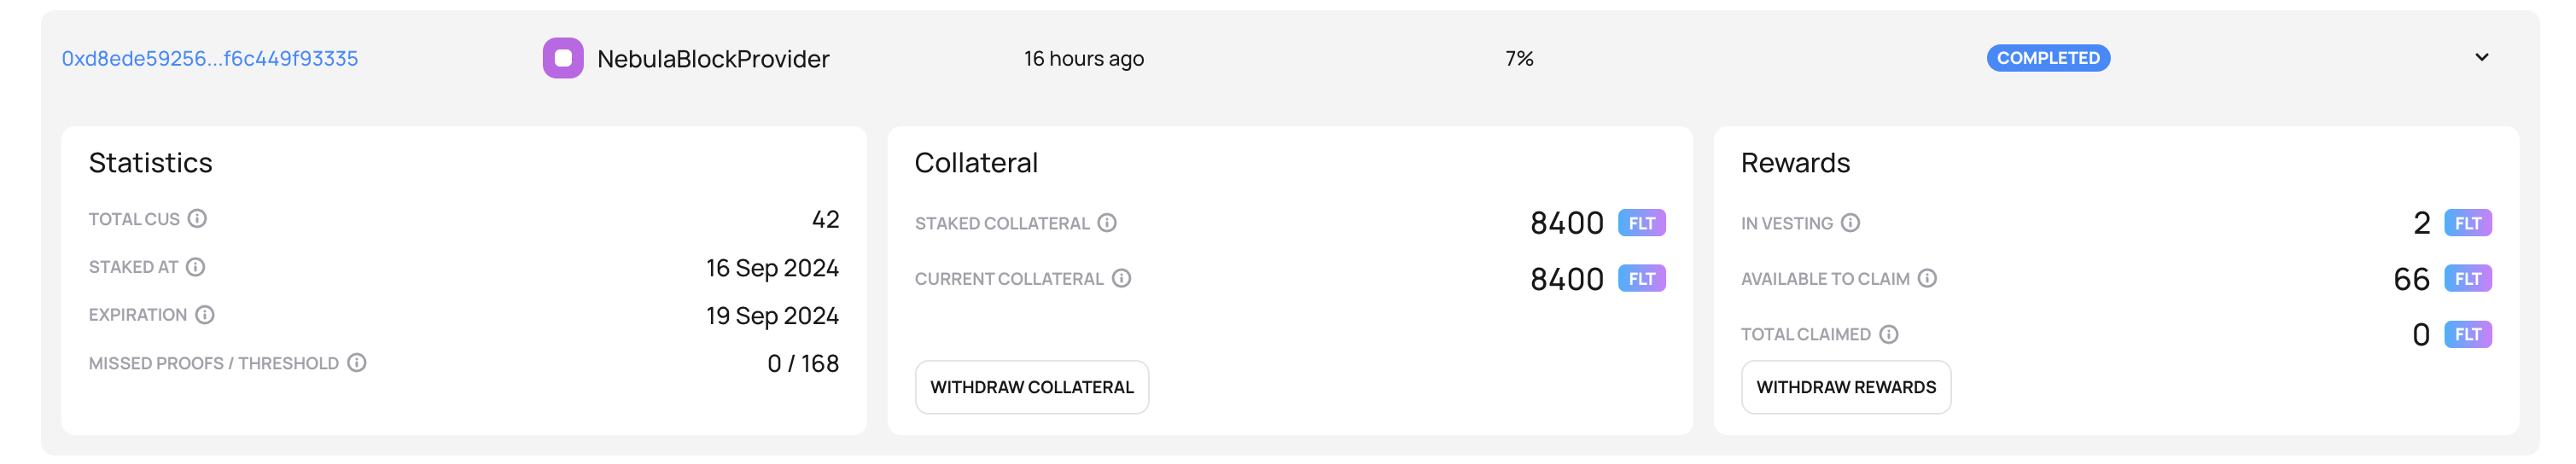 0xd8ede59256...f6c449f93335 NebulaBlockProvider 16 hours ago 7% COMPLETED
Statistics
TOTAL CUS 42
STAKED AT 16 Sep 2024
EXPIRATION 19 Sep 2024
MISSED PROOFS / THRESHOLD 0 / 168
Collateral
STAKED COLLATERAL 8400 FLT
CURRENT COLLATERAL 8400 FLT
WITHDRAW COLLATERAL
Rewards
IN VESTING 2 FLT
AVAILABLE TO CLAIM 66 FLT
TOTAL CLAIMED 0 FLT
WITHDRAW REWARDS